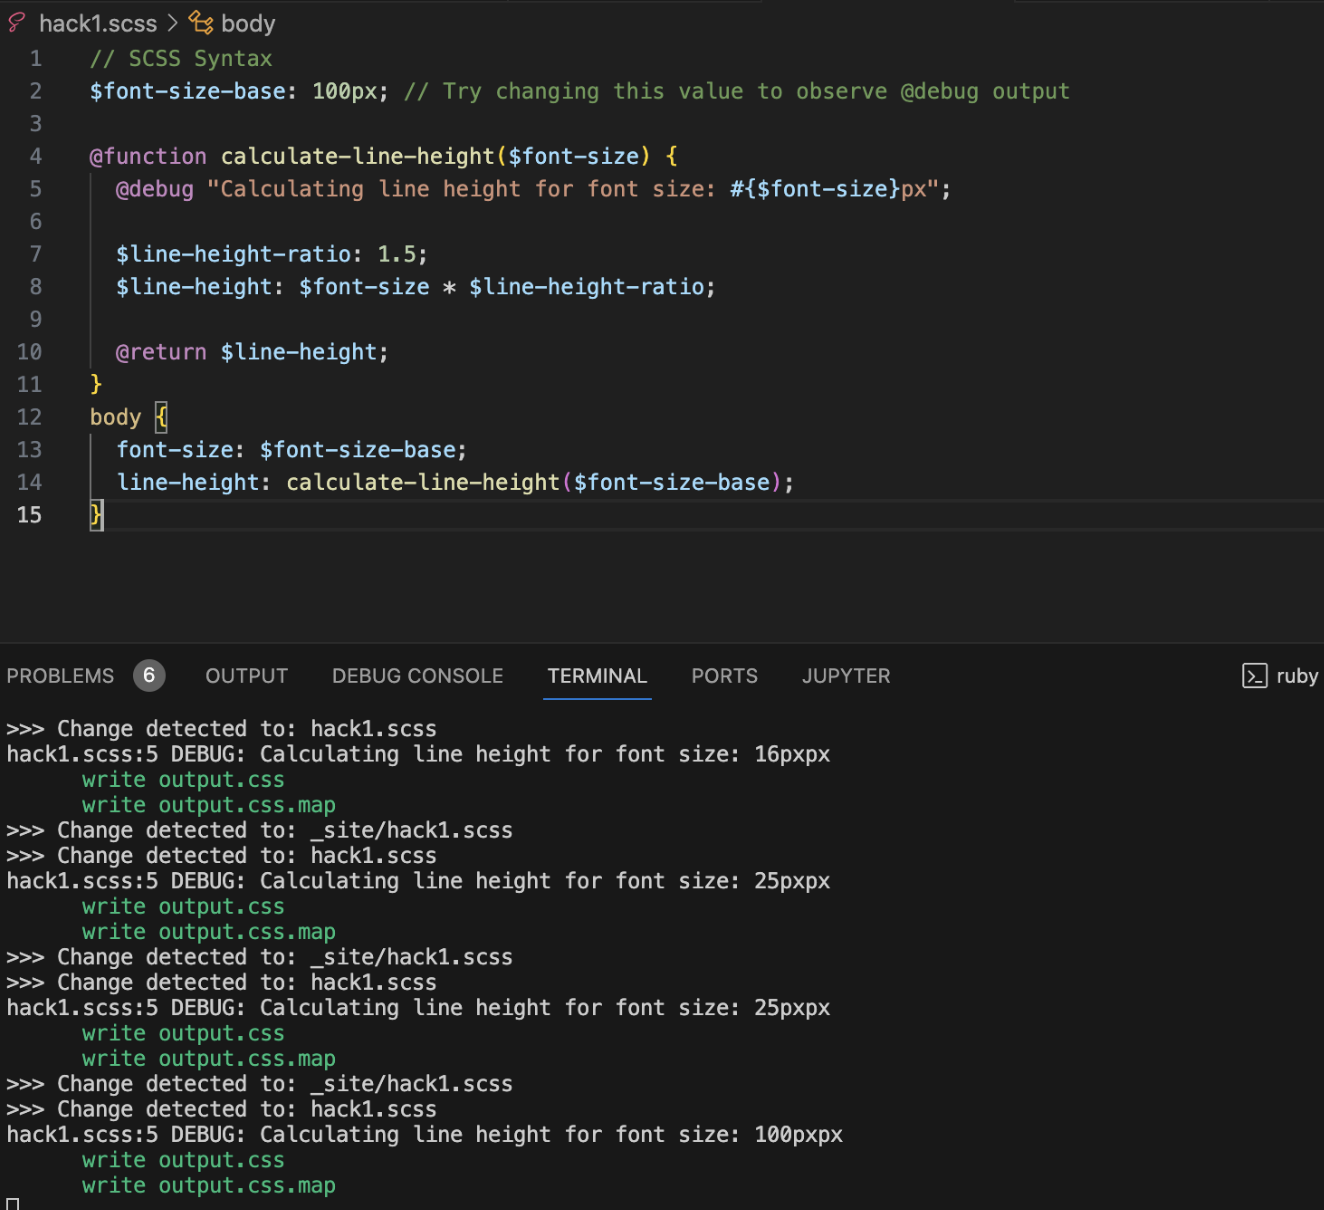 hack1.scss > body
1 // SCSS Syntax
2 $font-size-base: 100px; // Try changing this value to observe @debug output
3
4 @function calculate-line-height($font-size) {
5   @debug "Calculating line height for font size: #{$font-size}px";
6
7   $line-height-ratio: 1.5;
8   $line-height: $font-size * $line-height-ratio;
9
10   @return $line-height;
11 }
12 body {
13   font-size: $font-size-base;
14   line-height: calculate-line-height($font-size-base);
15 }
PROBLEMS 6 OUTPUT DEBUG CONSOLE TERMINAL PORTS JUPYTER ruby
>>> Change detected to: hack1.scss
hack1.scss:5 DEBUG: Calculating line height for font size: 16pxpx
      write output.css
      write output.css.map
>>> Change detected to: _site/hack1.scss
>>> Change detected to: hack1.scss
hack1.scss:5 DEBUG: Calculating line height for font size: 25pxpx
      write output.css
      write output.css.map
>>> Change detected to: _site/hack1.scss
>>> Change detected to: hack1.scss
hack1.scss:5 DEBUG: Calculating line height for font size: 25pxpx
      write output.css
      write output.css.map
>>> Change detected to: _site/hack1.scss
>>> Change detected to: hack1.scss
hack1.scss:5 DEBUG: Calculating line height for font size: 100pxpx
      write output.css
      write output.css.map